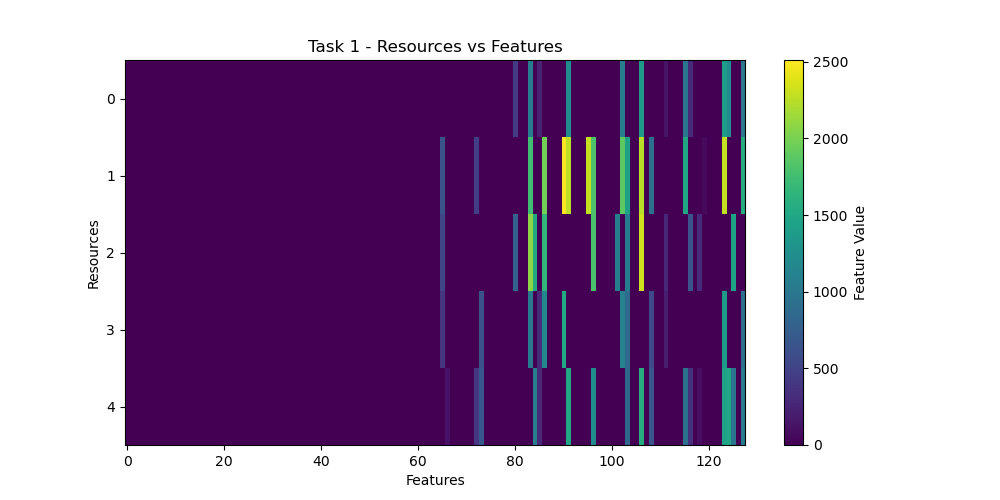 Task 1 - Resources vs Features
0
1
2
3
4
Resources
0 20 40 60 80 100 120
Features
2500
2000
1500
1000
500
0
Feature Value